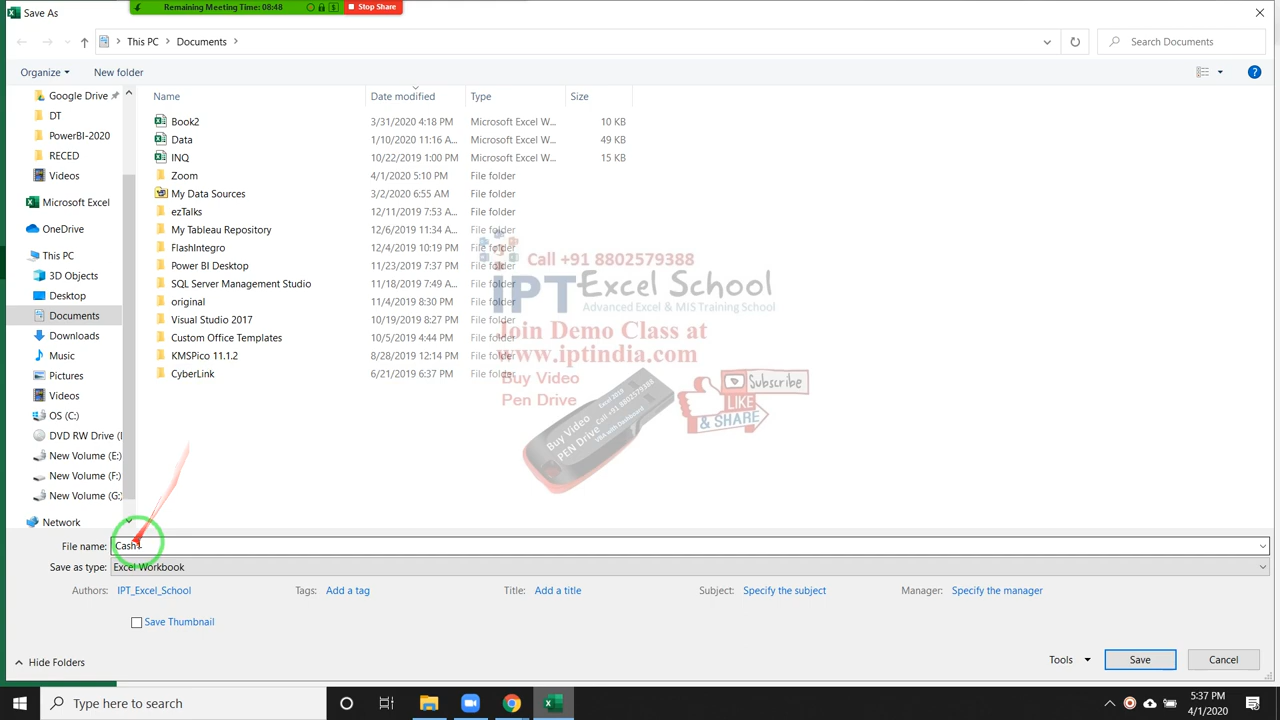 Save As
Remaining Meeting Time: 08:48
Stop Share
This PC > Documents >
Search Documents
Organize
New folder
Google Drive
DT
PowerBI-2020
RECED
Videos
Microsoft Excel
OneDrive
This PC
3D Objects
Desktop
Documents
Downloads
Music
Pictures
Videos
OS (C:)
DVD RW Drive (
New Volume (E:)
New Volume (F:)
New Volume (G:)
Network
Name Date modified Type Size
Book2 3/31/2020 4:18 PM Microsoft Excel W... 10 KB
Data 1/10/2020 11:16 A... Microsoft Excel W... 49 KB
INQ 10/22/2019 1:00 PM Microsoft Excel W... 15 KB
Zoom 4/1/2020 5:10 PM File folder
My Data Sources 3/2/2020 6:55 AM File folder
ezTalks 12/11/2019 7:53 A... File folder
My Tableau Repository 12/6/2019 11:34 A... File folder
FlashIntegro 12/4/2019 10:19 PM File folder
Power BI Desktop 11/23/2019 7:37 PM File folder
SQL Server Management Studio 11/18/2019 7:49 A... File folder
original 11/4/2019 8:30 PM File folder
Visual Studio 2017 10/19/2019 8:27 PM File folder
Custom Office Templates 10/5/2019 4:44 PM File folder
KMSPico 11.1.2 8/28/2019 12:14 PM File folder
CyberLink 6/21/2019 6:37 PM File folder
Call +91 8802579388
IPT Excel School
Advanced Excel & MIS Training School
Join Demo Class at
www.iptindia.com
Buy Video
Pen Drive
Subscribe
LIKE
& SHARE
Buy Video
PEN Drive
Call +91 8802579388
File name: Cash
Save as type: Excel Workbook
Authors: IPT_Excel_School Tags: Add a tag Title: Add a title Subject: Specify the subject Manager: Specify the manager
Save Thumbnail
Hide Folders
Tools Save Cancel
Type here to search
5:37 PM
4/1/2020